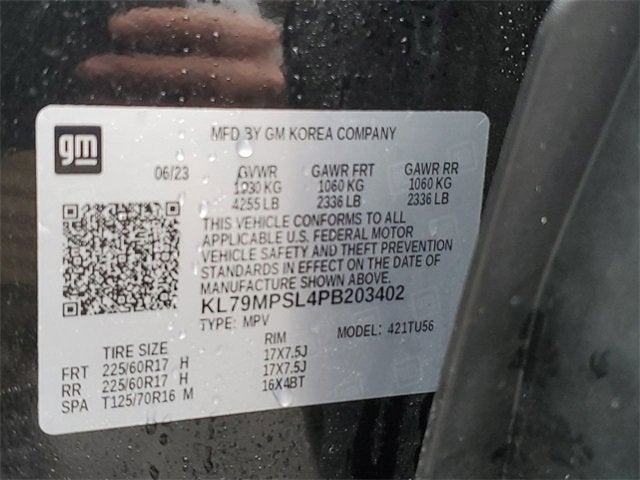 gm
MFD BY GM KOREA COMPANY
06/23 GVWR GAWR FRT GAWR RR
1930 KG 1060 KG 1060 KG
4255 LB 2336 LB 2336 LB
THIS VEHICLE CONFORMS TO ALL
APPLICABLE U.S. FEDERAL MOTOR
VEHICLE SAFETY AND THEFT PREVENTION
STANDARDS IN EFFECT ON THE DATE OF
MANUFACTURE SHOWN ABOVE.
KL79MPSL4PB203402
TYPE: MPV MODEL: 421TU56
TIRE SIZE RIM
FRT 225/60R17 H 17X7.5J
RR 225/60R17 H 17X7.5J
SPA T125/70R16 M 16X4BT